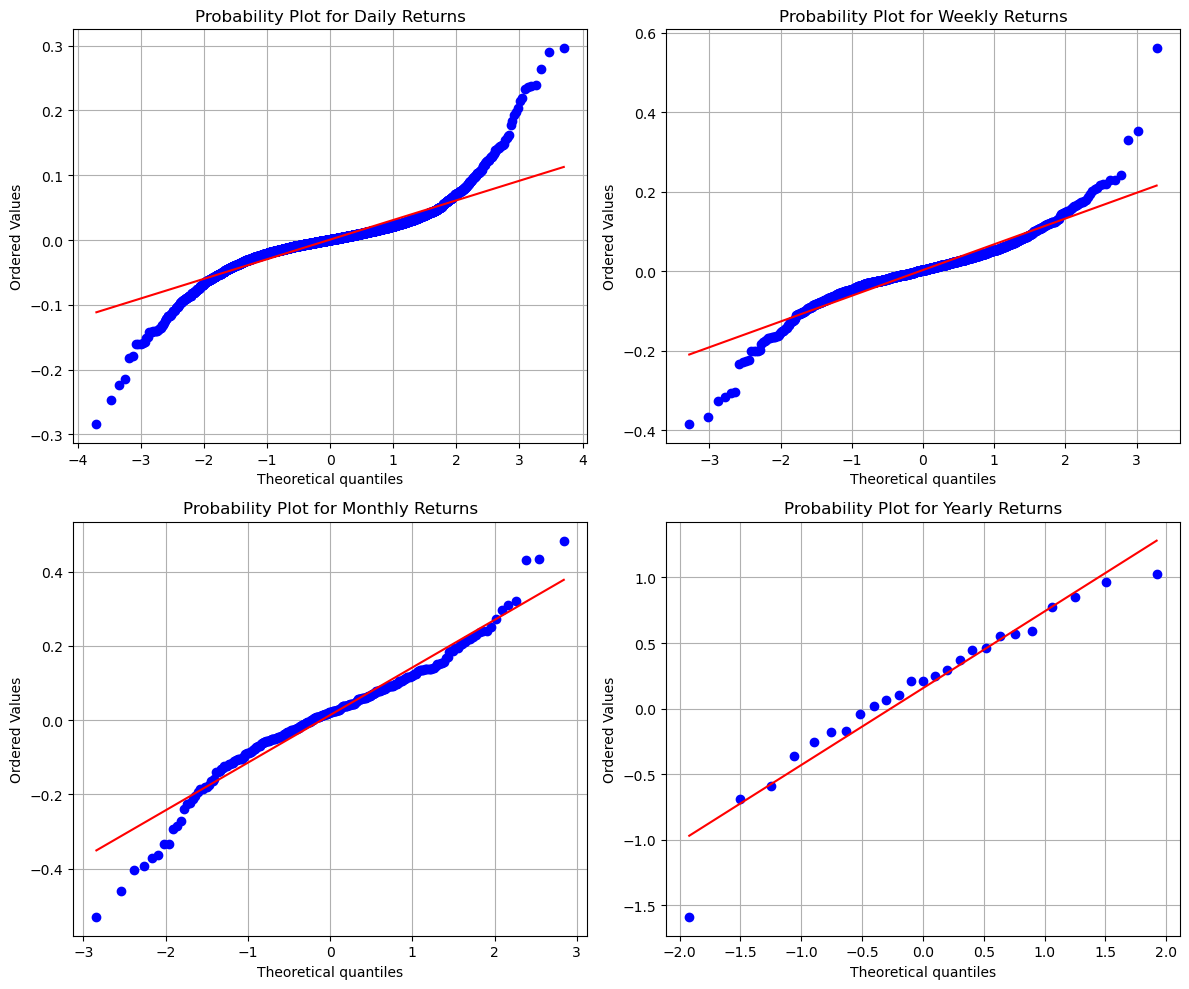 Probability Plot for Daily Returns
0.3
0.2
0.1
0.0
−0.1
−0.2
−0.3
Ordered Values
−4 −3 −2 −1 0 1 2 3 4
Theoretical quantiles
Probability Plot for Weekly Returns
0.6
0.4
0.2
0.0
−0.2
−0.4
Ordered Values
−3 −2 −1 0 1 2 3
Theoretical quantiles
Probability Plot for Monthly Returns
0.4
0.2
0.0
−0.2
−0.4
Ordered Values
−3 −2 −1 0 1 2 3
Theoretical quantiles
Probability Plot for Yearly Returns
1.0
0.5
0.0
−0.5
−1.0
−1.5
Ordered Values
−2.0 −1.5 −1.0 −0.5 0.0 0.5 1.0 1.5 2.0
Theoretical quantiles